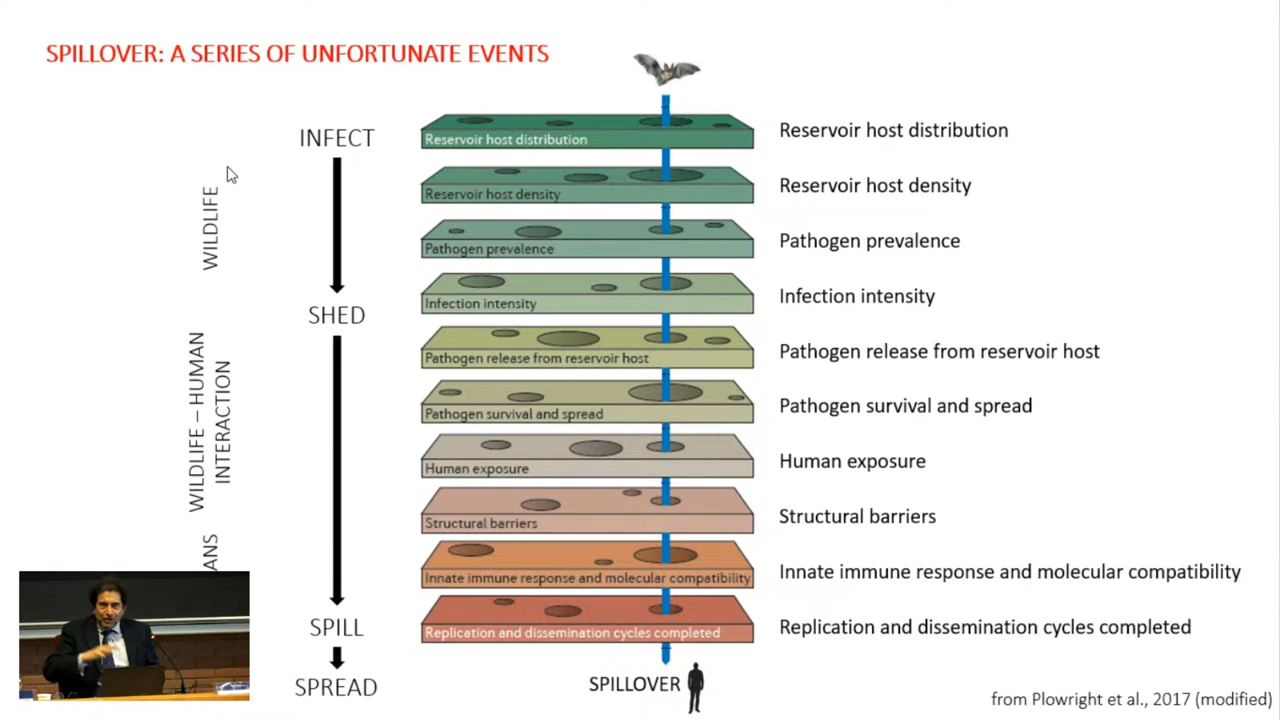 SPILLOVER: A SERIES OF UNFORTUNATE EVENTS
INFECT
SHED
SPILL
SPREAD
WILDLIFE
WILDLIFE – HUMAN
INTERACTION
ANS
Reservoir host distribution
Reservoir host density
Pathogen prevalence
Infection intensity
Pathogen release from reservoir host
Pathogen survival and spread
Human exposure
Structural barriers
Innate immune response and molecular compatibility
Replication and dissemination cycles completed
SPILLOVER
Reservoir host distribution
Reservoir host density
Pathogen prevalence
Infection intensity
Pathogen release from reservoir host
Pathogen survival and spread
Human exposure
Structural barriers
Innate immune response and molecular compatibility
Replication and dissemination cycles completed
from Plowright et al., 2017 (modified)